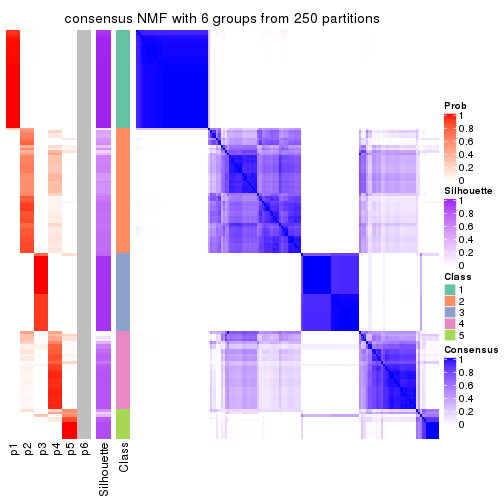 consensus NMF with 6 groups from 250 partitions
Prob
1
0.8
0.6
0.4
0.2
0
Silhouette
1
0.8
0.6
0.4
0.2
0
Class
1
2
3
4
5
Consensus
1
0.8
0.6
0.4
0.2
0
p1
p2
p3
p4
p5
p6
Silhouette
Class